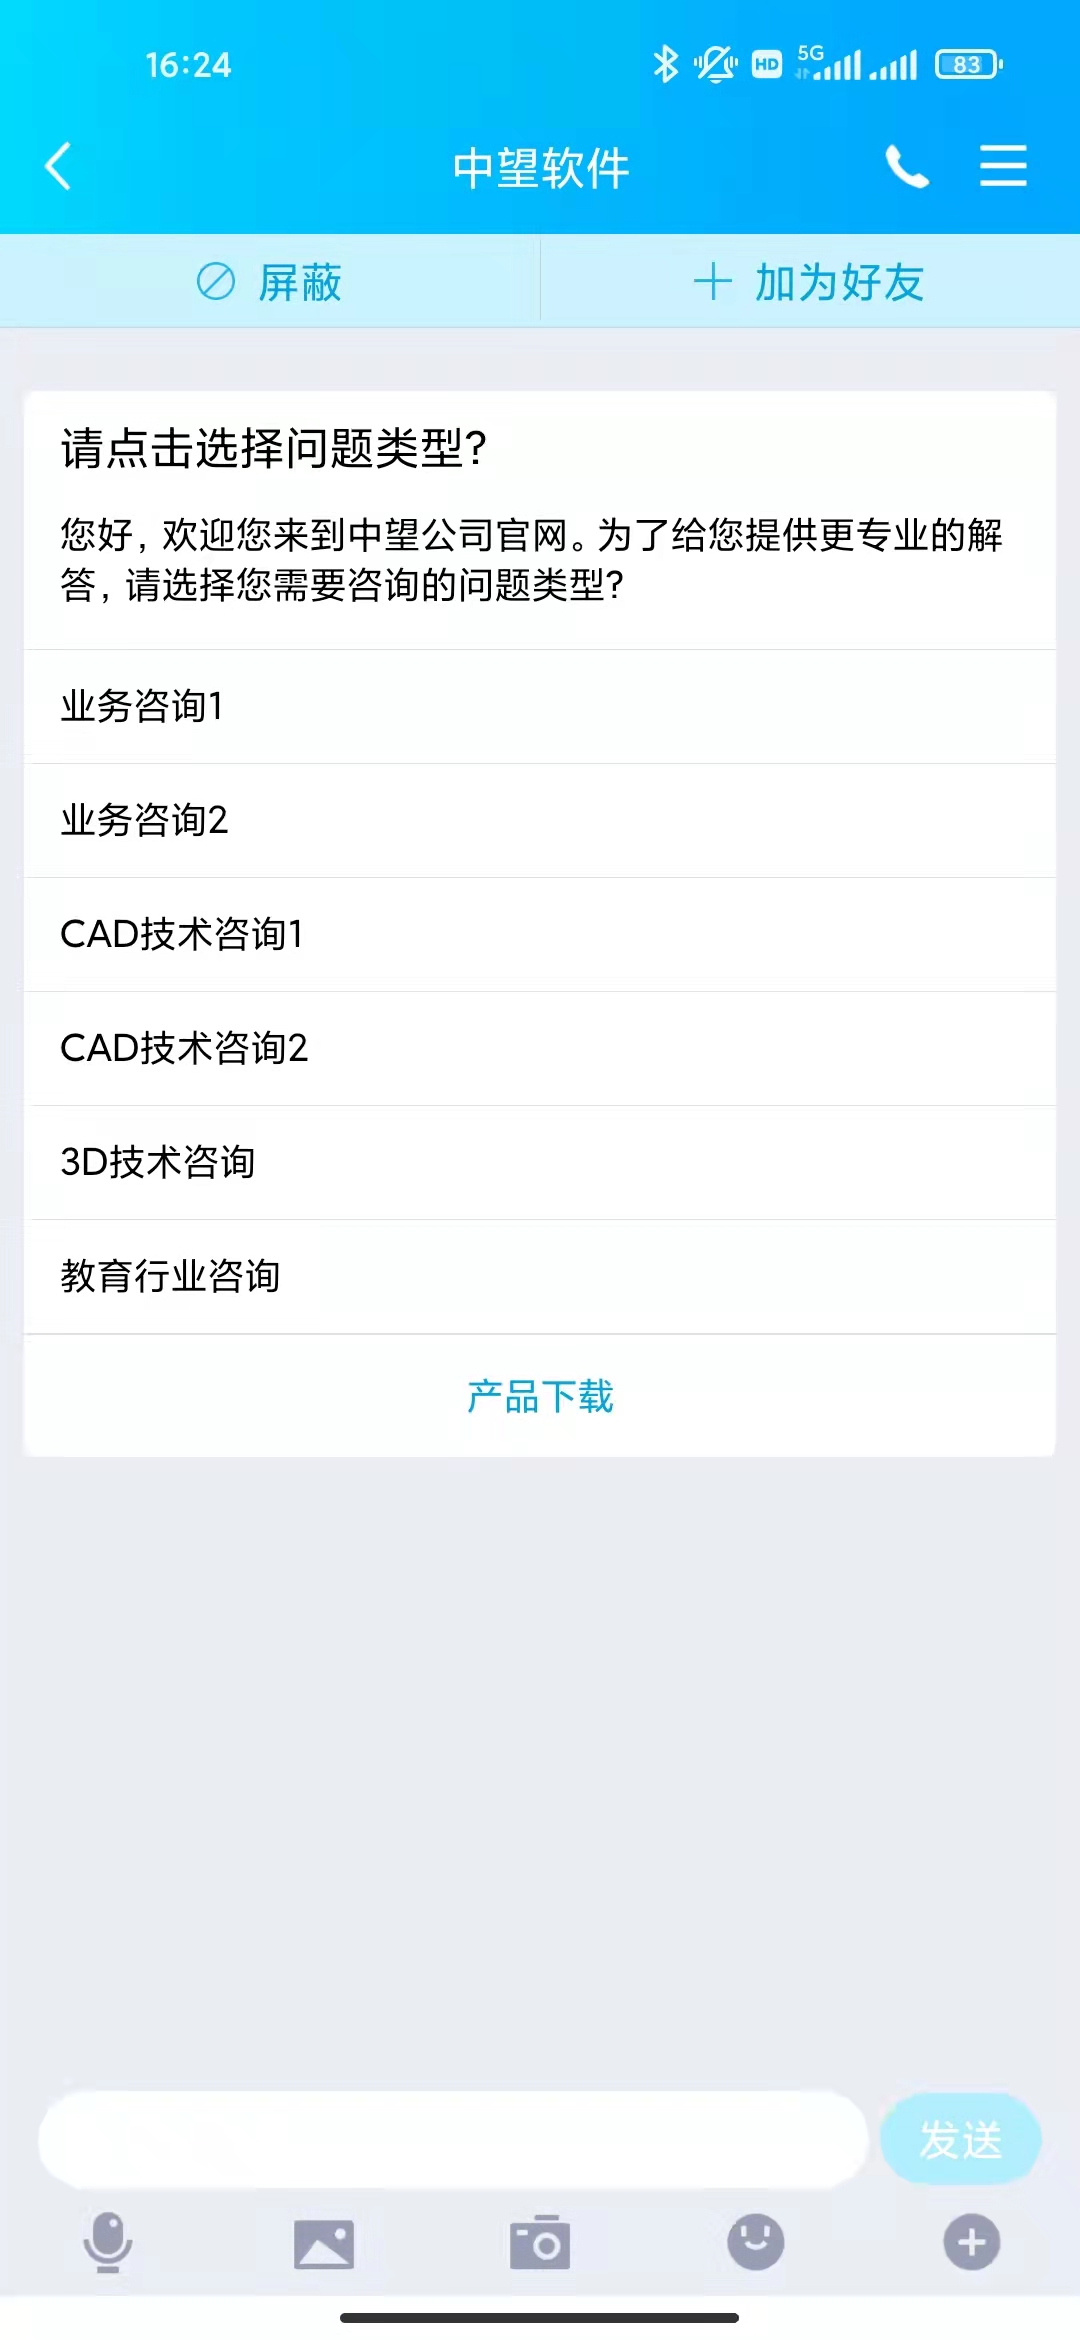 16:24
HD 5G 83
中望软件
屏蔽
加为好友
请点击选择问题类型?
您好, 欢迎您来到中望公司官网。为了给您提供更专业的解
答, 请选择您需要咨询的问题类型?
业务咨询1
业务咨询2
CAD技术咨询1
CAD技术咨询2
3D技术咨询
教育行业咨询
产品下载
发送